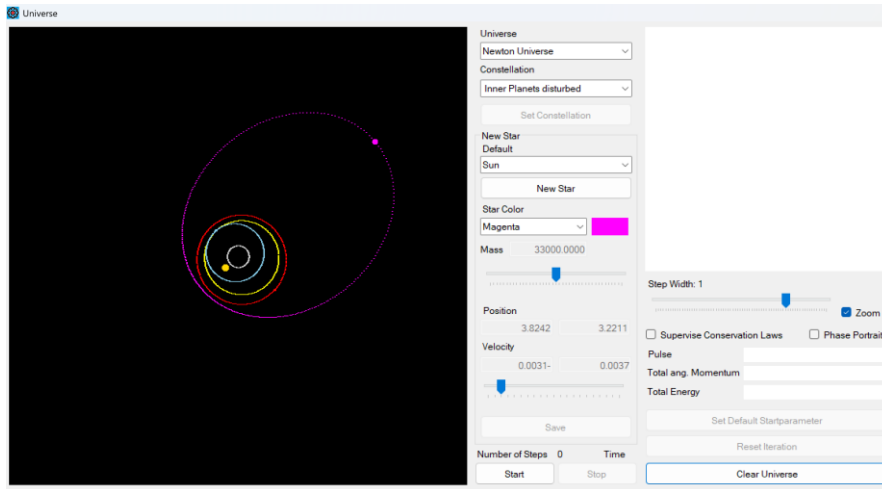 Universe
Universe
Newton Universe
Constellation
Inner Planets disturbed
Set Constellation
New Star
Default
Sun
New Star
Star Color
Magenta
Mass 33000.0000
Position
3.8242 3.2211
Velocity
0.0031- 0.0037
Save
Number of Steps 0 Time
Start Stop
Step Width: 1
Zoom
Supervise Conservation Laws Phase Portrait
Pulse
Total ang. Momentum
Total Energy
Set Default Startparameter
Reset Iteration
Clear Universe